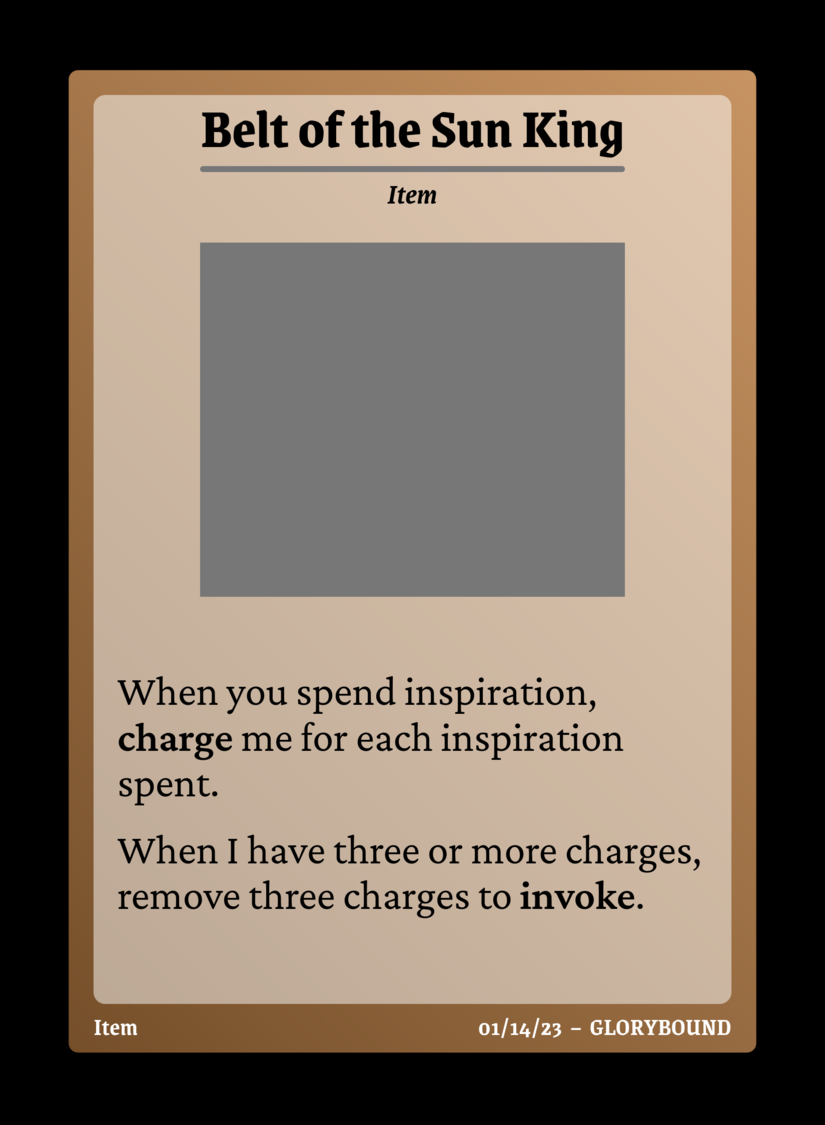 Belt of the Sun King
Item
When you spend inspiration,
charge me for each inspiration
spent.
When I have three or more charges,
remove three charges to invoke.
Item
01/14/23 – GLORYBOUND